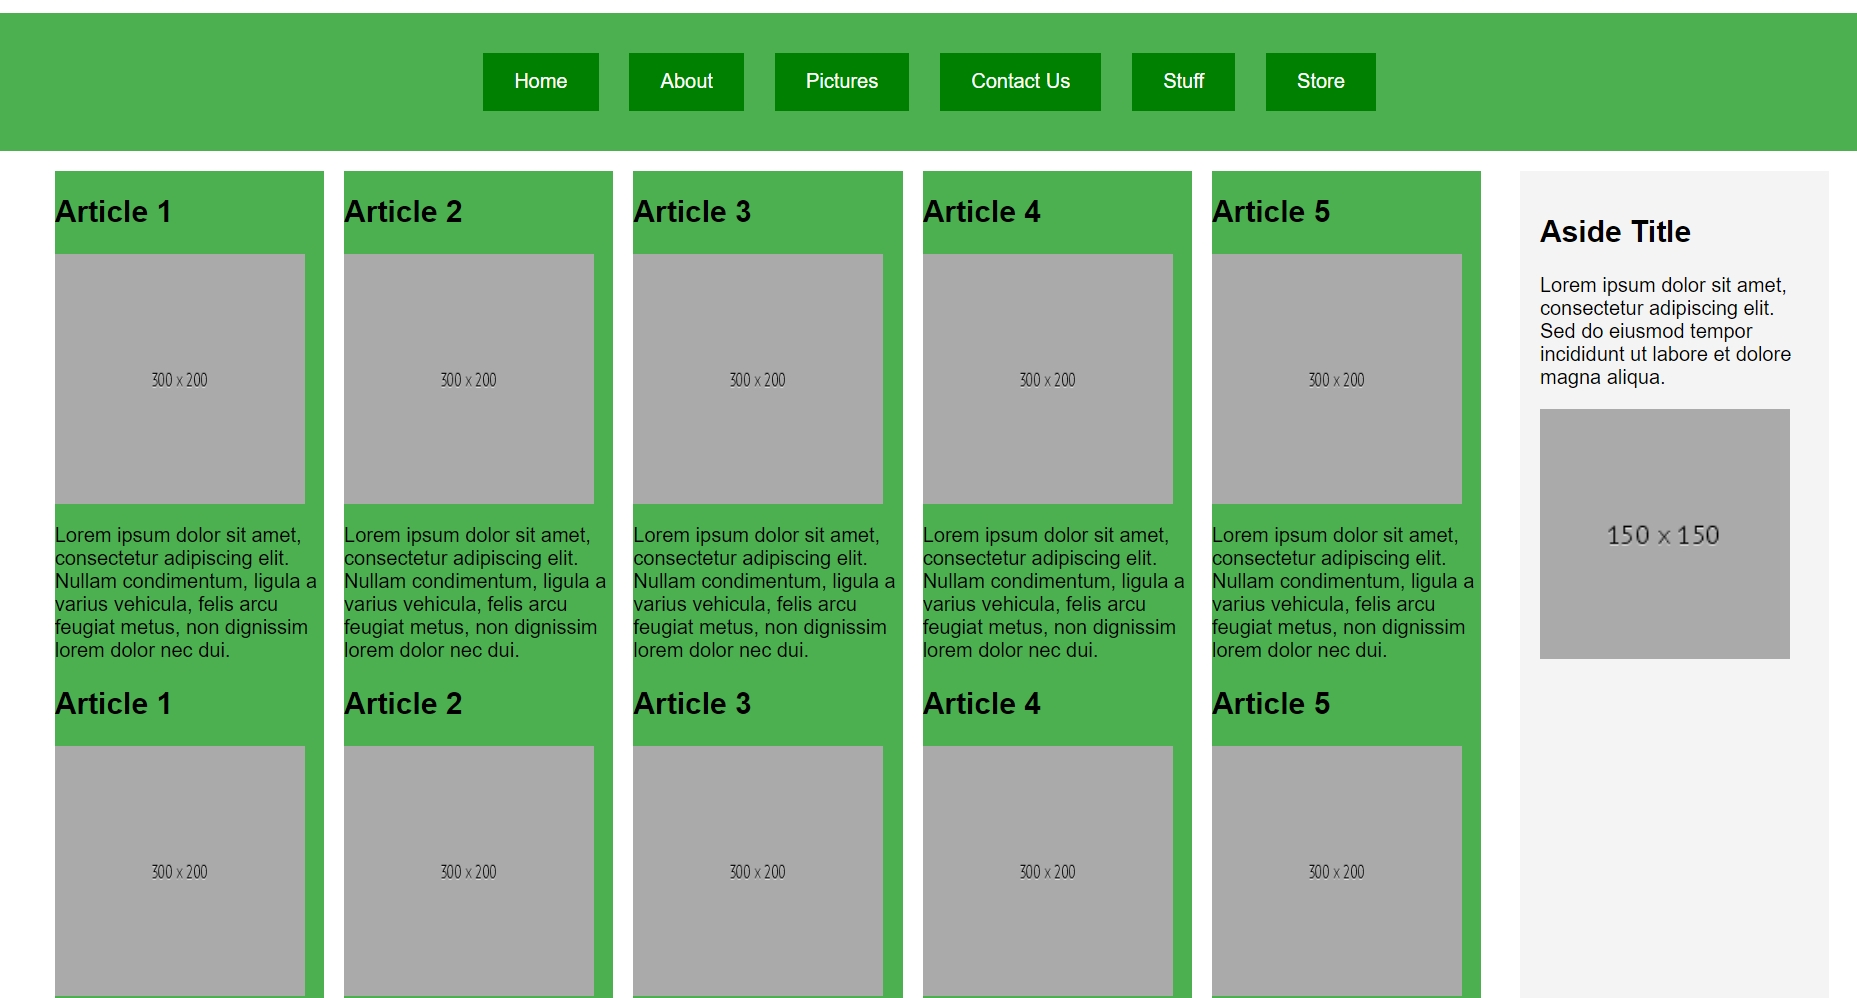 Home About Pictures Contact Us Stuff Store
Article 1
300 x 200
Lorem ipsum dolor sit amet,
consectetur adipiscing elit.
Nullam condimentum, ligula a
varius vehicula, felis arcu
feugiat metus, non dignissim
lorem dolor nec dui.
Article 1
300 x 200
Article 2
300 x 200
Lorem ipsum dolor sit amet,
consectetur adipiscing elit.
Nullam condimentum, ligula a
varius vehicula, felis arcu
feugiat metus, non dignissim
lorem dolor nec dui.
Article 2
300 x 200
Article 3
300 x 200
Lorem ipsum dolor sit amet,
consectetur adipiscing elit.
Nullam condimentum, ligula a
varius vehicula, felis arcu
feugiat metus, non dignissim
lorem dolor nec dui.
Article 3
300 x 200
Article 4
300 x 200
Lorem ipsum dolor sit amet,
consectetur adipiscing elit.
Nullam condimentum, ligula a
varius vehicula, felis arcu
feugiat metus, non dignissim
lorem dolor nec dui.
Article 4
300 x 200
Article 5
300 x 200
Lorem ipsum dolor sit amet,
consectetur adipiscing elit.
Nullam condimentum, ligula a
varius vehicula, felis arcu
feugiat metus, non dignissim
lorem dolor nec dui.
Article 5
300 x 200
Aside Title
Lorem ipsum dolor sit amet,
consectetur adipiscing elit.
Sed do eiusmod tempor
incididunt ut labore et dolore
magna aliqua.
150 x 150